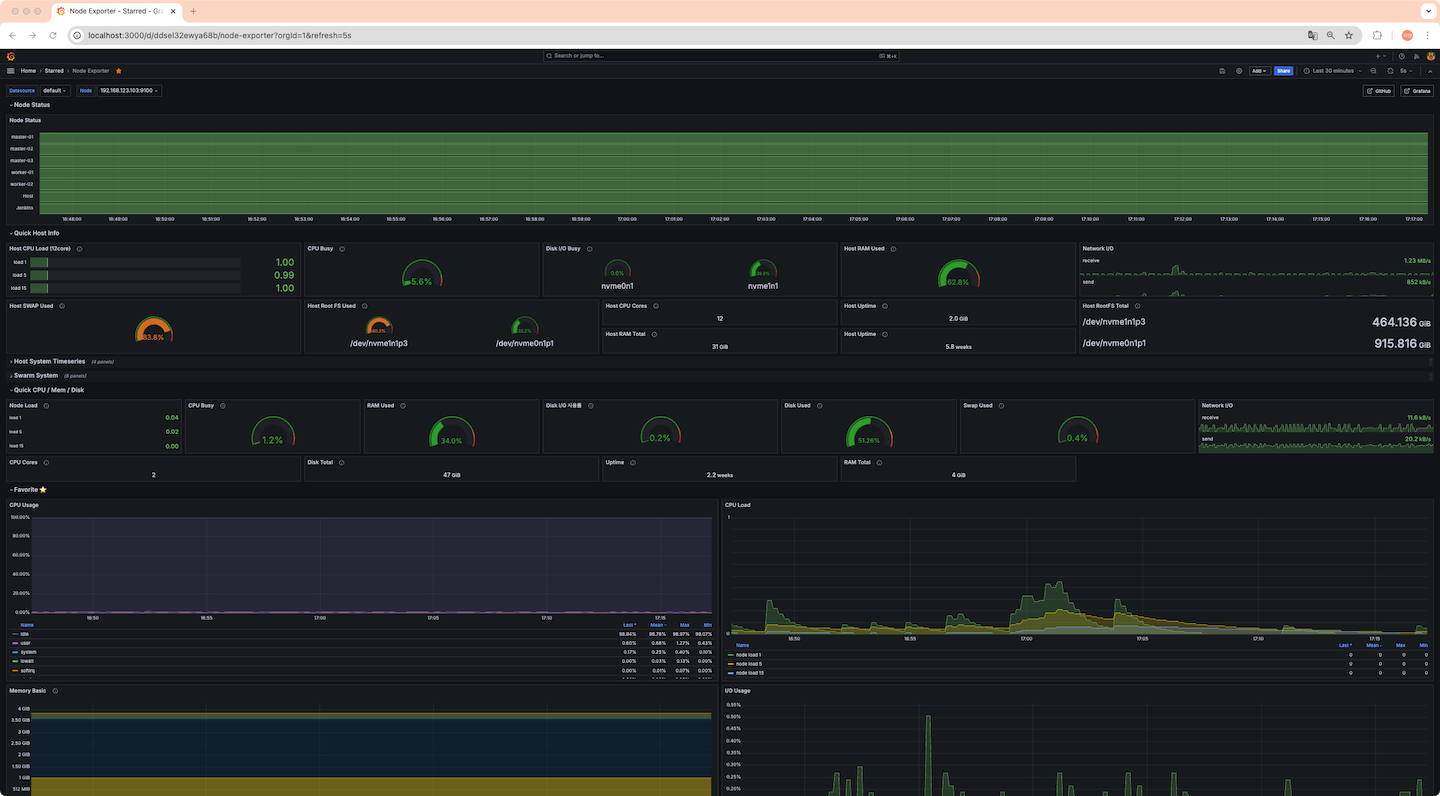 Node Exporter - Starred - Gra
localhost:3000/d/ddsel32ewya68b/node-exporter?orgId=1&refresh=5s
Search or jump to...
⌘+k
Home › Starred › Node Exporter
Add
Share
Last 30 minutes
5s
Datasource default
Node 192.168.123.103:9100
GitHub
Grafana
Node Status
Node Status
master-01
master-02
master-03
worker-01
worker-02
Host
Jenkins
16:48:00 16:49:00 16:50:00 16:51:00 16:52:00 16:53:00 16:54:00 16:55:00 16:56:00 16:57:00 16:58:00 16:59:00 17:00:00 17:01:00 17:02:00 17:03:00 17:04:00 17:05:00 17:06:00 17:07:00 17:08:00 17:09:00 17:10:00 17:11:00 17:12:00 17:13:00 17:14:00 17:15:00 17:16:00 17:17:00
Quick Host Info
Host CPU Load (12core)
load 1 1.00
load 5 0.99
load 15 1.00
CPU Busy
5.6%
Disk I/O Busy
0.0%
nvme0n1
nvme1n1
Host RAM Used
62.8%
Network I/O
receive 1.23 MB/s
send 852 kB/s
Host SWAP Used
83.8%
Host Root FS Used
/dev/nvme1n1p3
/dev/nvme0n1p1
Host CPU Cores
12
Host RAM Total
31 GiB
Host Uptime
2.0 GiB
Host Uptime
5.8 weeks
Host RootFS Total
/dev/nvme1n1p3 464.136 GiB
/dev/nvme0n1p1 915.816 GiB
Host System Timeseries (4 panels)
Swarm System
Quick CPU / Mem / Disk
Node Load
load 1 0.04
load 5 0.02
load 15 0.00
CPU Busy
1.2%
RAM Used
34.0%
Disk I/O 사용률
0.2%
Disk Used
51.26%
Swap Used
0.4%
Network I/O
receive 11.6 kB/s
send 20.2 kB/s
CPU Cores
2
Disk Total
47 GiB
Uptime
2.2 weeks
RAM Total
4 GiB
Favorite ⭐
CPU Usage
100.00%
80.00%
60.00%
40.00%
20.00%
0.00%
16:50 16:55 17:00 17:05 17:10 17:15
Name Last * Mean Max Min
idle 98.84% 98.78% 98.97% 98.07%
user 0.60% 0.68% 1.27% 0.43%
system 0.17% 0.25% 0.40% 0.10%
iowait 0.00% 0.03% 0.13% 0.00%
softirq 0.00% 0.01% 0.07% 0.00%
CPU Load
1
0
16:50 16:55 17:00 17:05 17:10 17:15
Name Last * Mean Max Min
node load 1 0 0 0 0
node load 5 0 0 0 0
node load 15 0 0 0 0
Memory Basic
4 GiB
3.50 GiB
3 GiB
2.50 GiB
2 GiB
1.50 GiB
1 GiB
512 MiB
I/O Usage
0.55%
0.50%
0.45%
0.40%
0.35%
0.30%
0.25%
0.20%